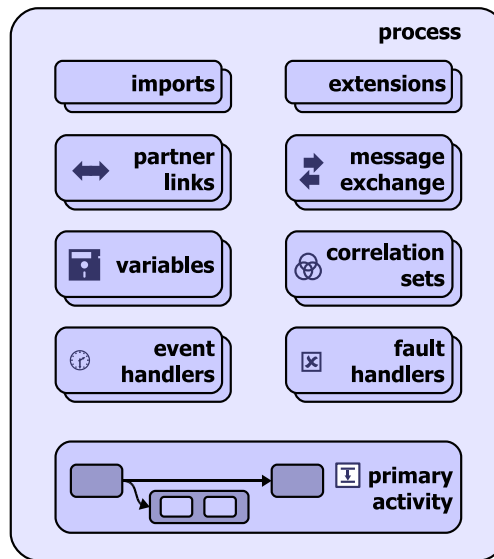 process
imports
extensions
partner
links
message
exchange
variables
correlation
sets
event
handlers
fault
handlers
primary
activity